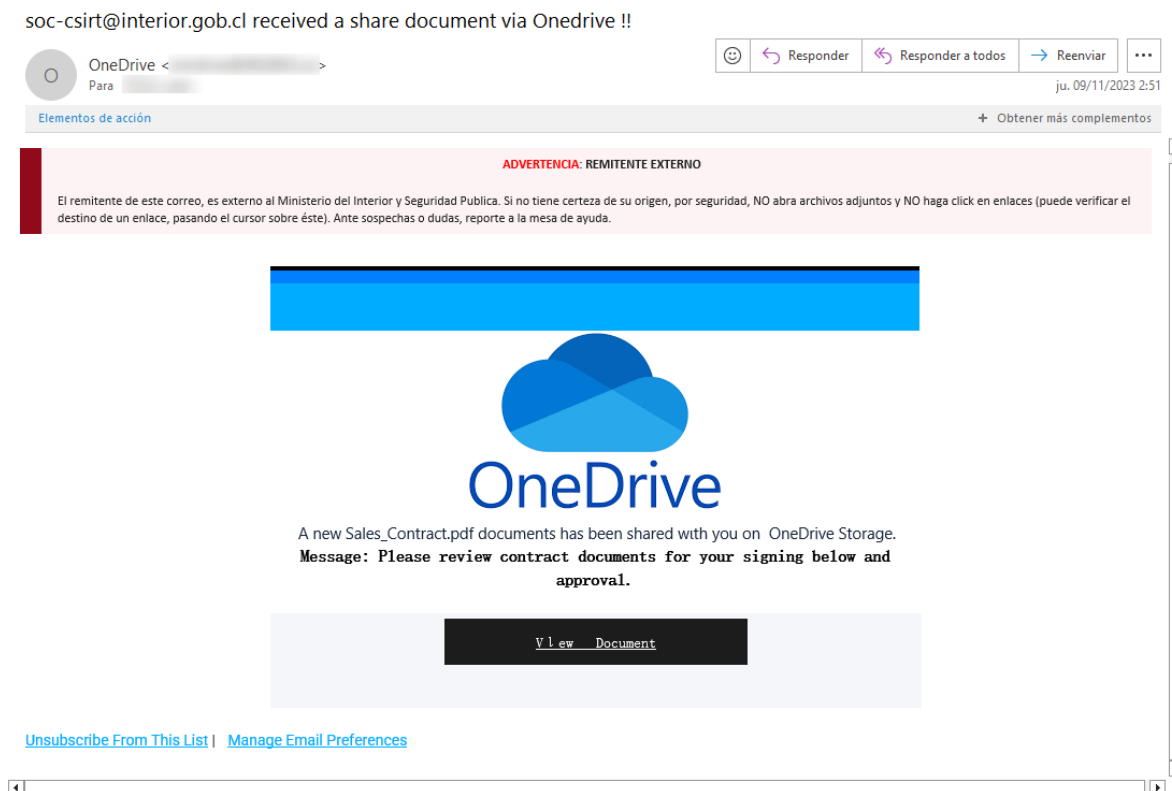 soc-csirt@interior.gob.cl received a share document via Onedrive !!
O
OneDrive < >
Para
Responder
Responder a todos
Reenviar
ju. 09/11/2023 2:51
Elementos de acción
+ Obtener más complementos
ADVERTENCIA: REMITENTE EXTERNO
El remitente de este correo, es externo al Ministerio del Interior y Seguridad Publica. Si no tiene certeza de su origen, por seguridad, NO abra archivos adjuntos y NO haga click en enlaces (puede verificar el
destino de un enlace, pasando el cursor sobre éste). Ante sospechas o dudas, reporte a la mesa de ayuda.
OneDrive
A new Sales_Contract.pdf documents has been shared wıth you on OneDrive Storage.
Message: Please review contract documents for your signing below and
approval.
Vlew Document
Unsubscribe From This List | Manage Email Preferences